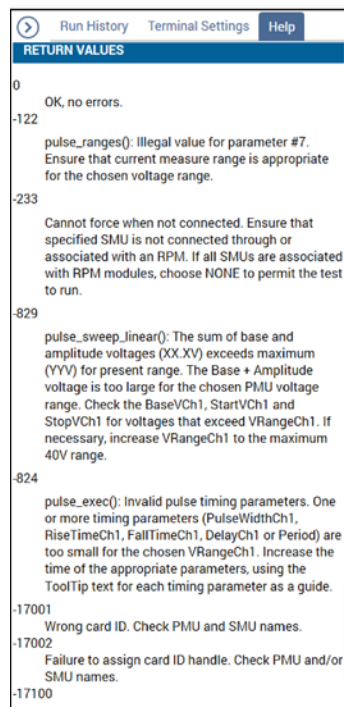 Run History Terminal Settings Help
RETURN VALUES
0
OK, no errors.
-122
pulse_ranges(): Illegal value for parameter #7.
Ensure that current measure range is appropriate
for the chosen voltage range.
-233
Cannot force when not connected. Ensure that
specified SMU is not connected through or
associated with an RPM. If all SMUs are associated
with RPM modules, choose NONE to permit the test
to run.
-829
pulse_sweep_linear(): The sum of base and
amplitude voltages (XX.XV) exceeds maximum
(YYV) for present range. The Base + Amplitude
voltage is too large for the chosen PMU voltage
range. Check the BaseVCh1, StartVCh1 and
StopVCh1 for voltages that exceed VRangeCh1. If
necessary, increase VRangeCh1 to the maximum
40V range.
-824
pulse_exec(): Invalid pulse timing parameters. One
or more timing parameters (PulseWidthCh1,
RiseTimeCh1, FallTimeCh1, DelayCh1 or Period) are
too small for the chosen VRangeCh1. Increase the
time of the appropriate parameters, using the
ToolTip text for each timing parameter as a guide.
-17001
Wrong card ID. Check PMU and SMU names.
-17002
Failure to assign card ID handle. Check PMU and/or
SMU names.
-17100